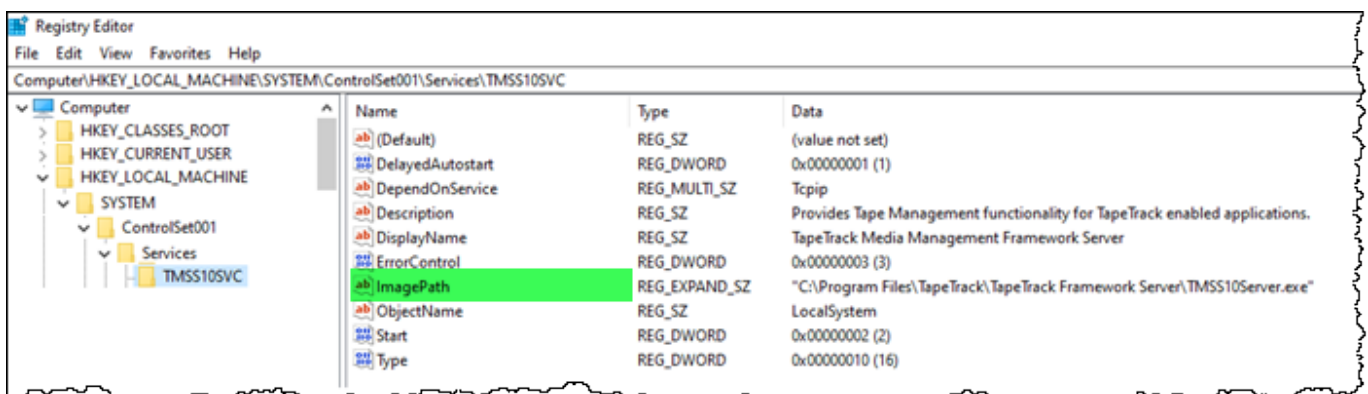 Registry Editor
File Edit View Favorites Help
Computer\HKEY_LOCAL_MACHINE\SYSTEM\ControlSet001\Services\TMSS10SVC
Computer
HKEY_CLASSES_ROOT
HKEY_CURRENT_USER
HKEY_LOCAL_MACHINE
SYSTEM
ControlSet001
Services
TMSS10SVC
Name Type Data
(Default) REG_SZ (value not set)
DelayedAutostart REG_DWORD 0x00000001 (1)
DependOnService REG_MULTI_SZ Tcpip
Description REG_SZ Provides Tape Management functionality for TapeTrack enabled applications.
DisplayName REG_SZ TapeTrack Media Management Framework Server
ErrorControl REG_DWORD 0x00000003 (3)
ImagePath REG_EXPAND_SZ "C:\Program Files\TapeTrack\TapeTrack Framework Server\TMSS10Server.exe"
ObjectName REG_SZ LocalSystem
Start REG_DWORD 0x00000002 (2)
Type REG_DWORD 0x00000010 (16)